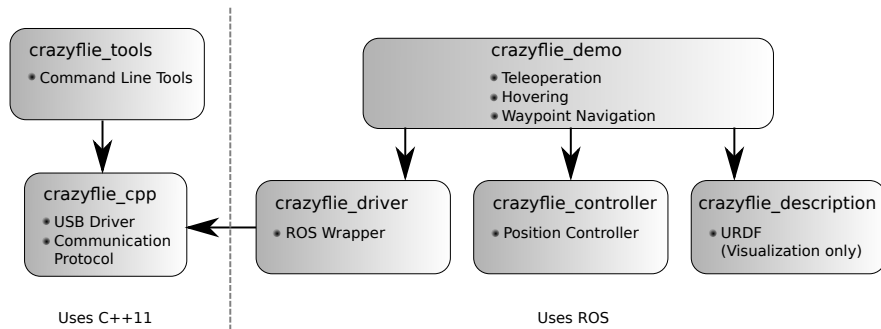 crazyflie_tools
Command Line Tools
crazyflie_demo
Teleoperation
Hovering
Waypoint Navigation
crazyflie_cpp
USB Driver
Communication
Protocol
crazyflie_driver
ROS Wrapper
crazyflie_controller
Position Controller
crazyflie_description
URDF
(Visualization only)
Uses C++11
Uses ROS